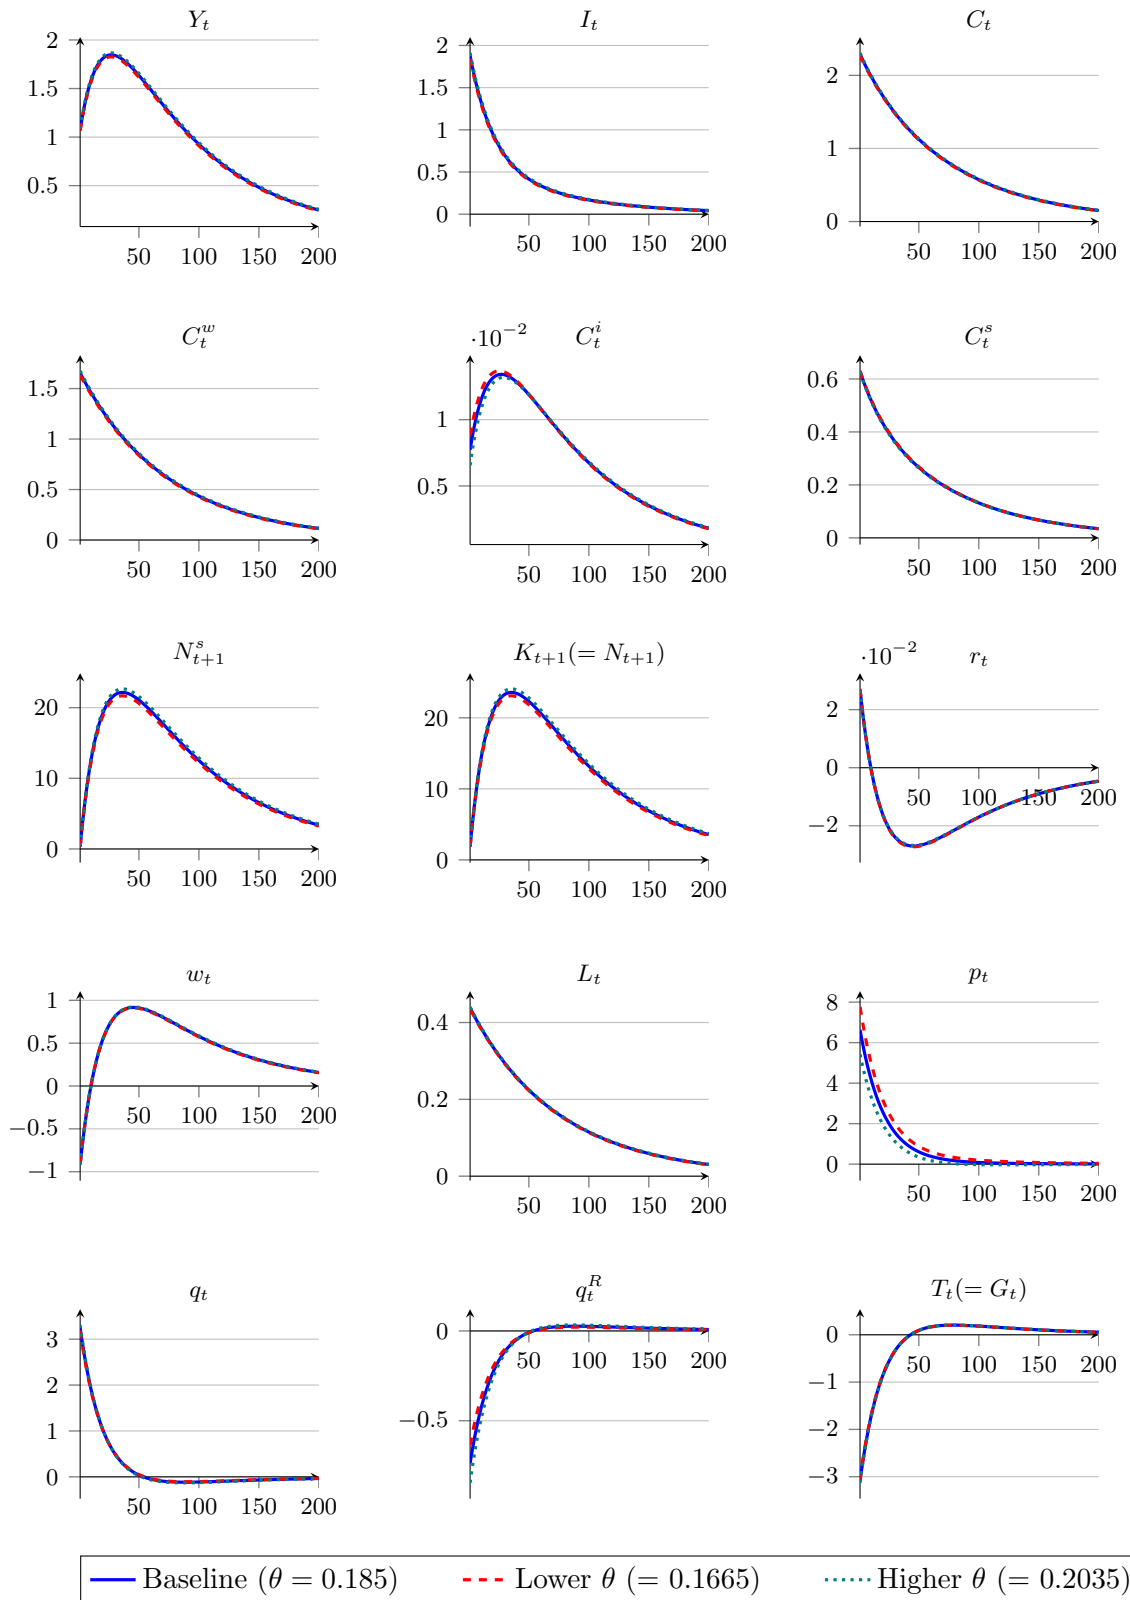 Y_t I_t C_t
2 2 2
1.5 1.5 1
1 1 0
0.5 0.5
0
50 100 150 200 50 100 150 200 50 100 150 200
C_t^w ·10^{-2} C_t^i C_t^s
1.5 1 0.6
1 0.5 0.4
0.5 0.2
0 0
50 100 150 200 50 100 150 200 50 100 150 200
N_{t+1}^s K_{t+1}(= N_{t+1}) ·10^{-2} r_t
20 20 2
10 10 0
0 0 −2
50 100 150 200 50 100 150 200 50 100 150 200
w_t L_t p_t
1 0.4 8
0.5 0.2 6
0 0 4
−0.5 2
−1 0
50 100 150 200 50 100 150 200 50 100 150 200
q_t q_t^R T_t(= G_t)
3 0 0
2 −0.5 −1
1 −2
0 −3
50 100 150 200 50 100 150 200 50 100 150 200
Baseline (θ = 0.185) Lower θ (= 0.1665) Higher θ (= 0.2035)